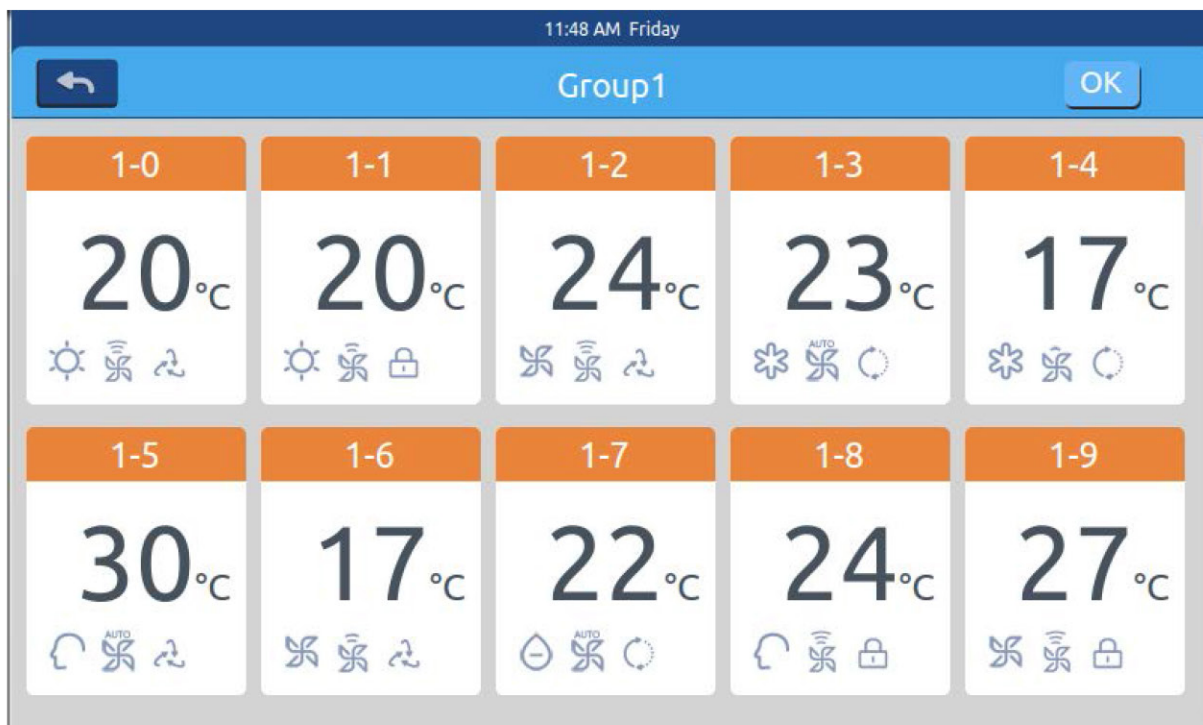 11:48 AM Friday
Group1 OK
1-0 1-1 1-2 1-3 1-4
20°C 20°C 24°C 23°C 17°C
AUTO
1-5 1-6 1-7 1-8 1-9
30°C 17°C 22°C 24°C 27°C
AUTO AUTO